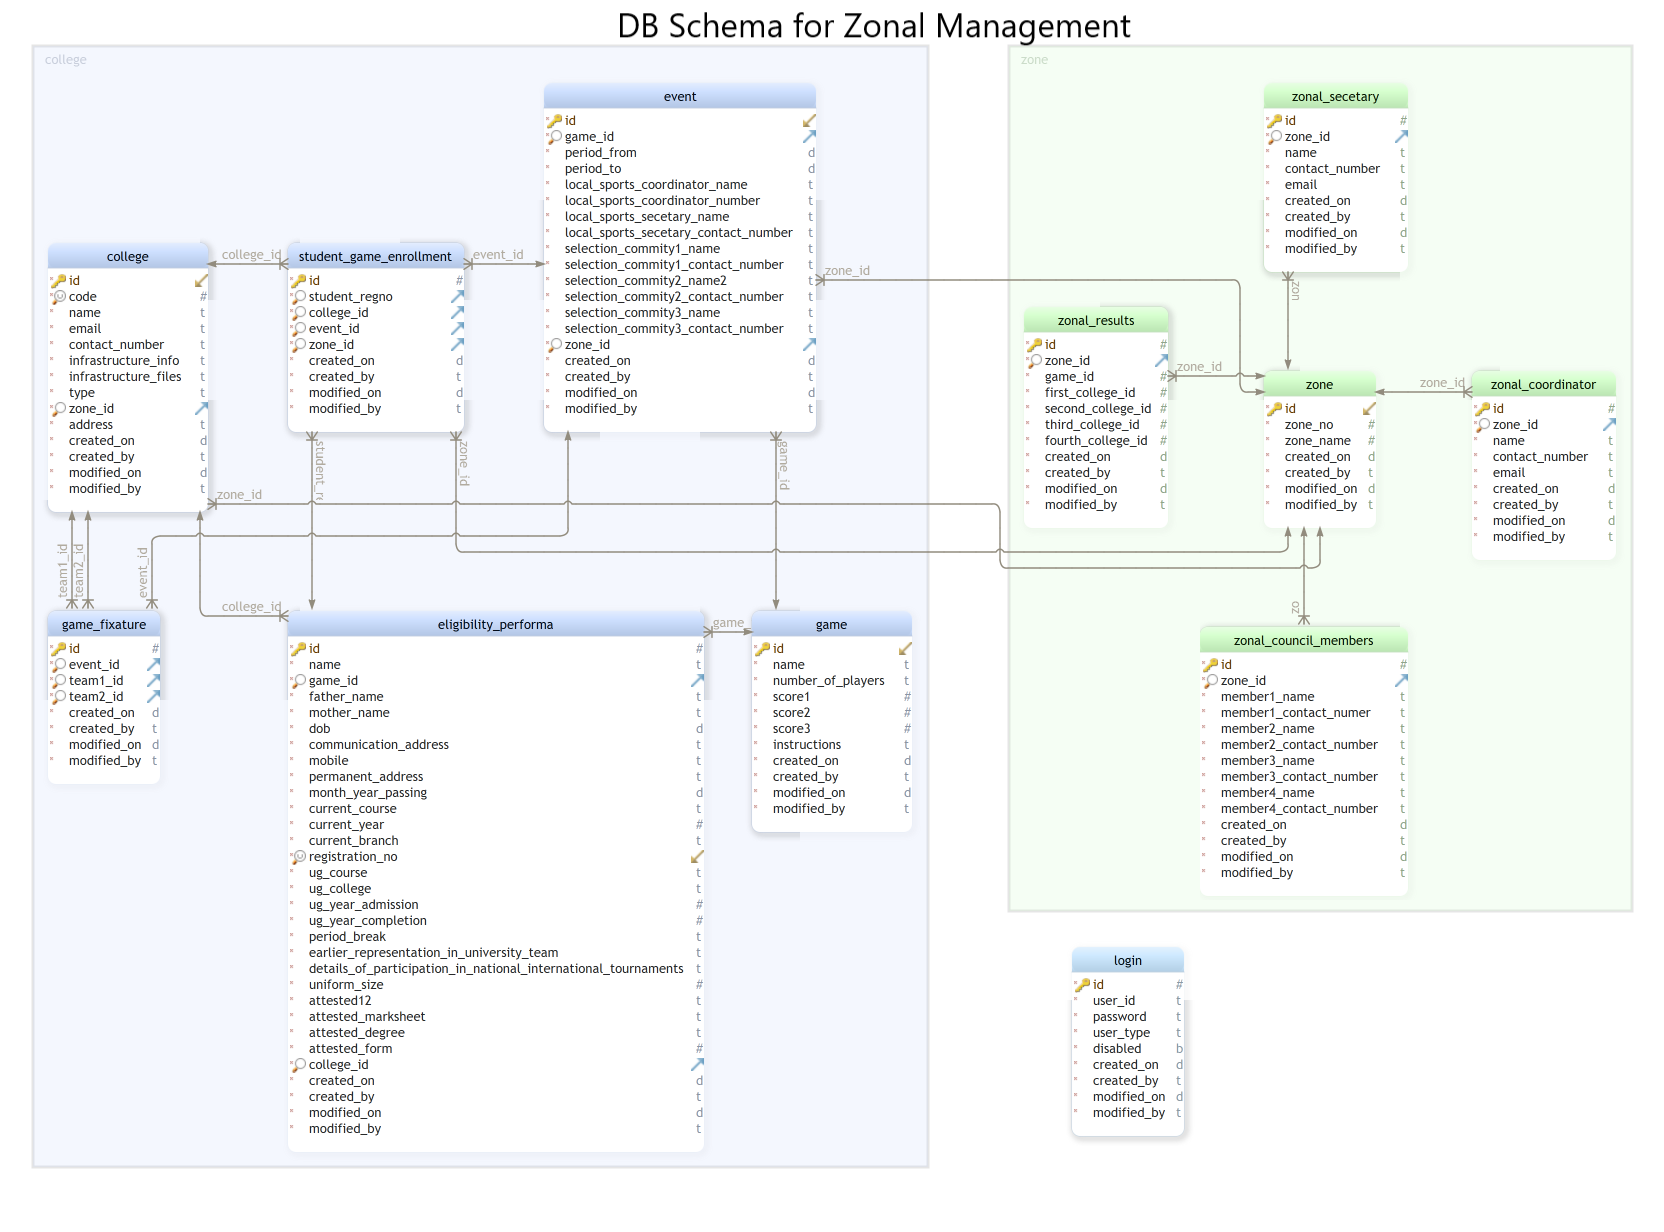 DB Schema for Zonal Management
college
event
id
game_id
period_from d
period_to d
local_sports_coordinator_name t
local_sports_coordinator_number t
local_sports_secetary_name t
local_sports_secetary_contact_number t
selection_commity1_name t
selection_commity1_contact_number t
selection_commity2_name2 t
selection_commity2_contact_number t
selection_commity3_name t
selection_commity3_contact_number t
zone_id
created_on d
created_by t
modified_on d
modified_by t
college
id
code #
name t
email t
contact_number t
infrastructure_info t
infrastructure_files t
type t
zone_id
address t
created_on d
created_by t
modified_on d
modified_by t
college_id
student_game_enrollment
id #
student_regno
college_id
event_id
zone_id
created_on d
created_by t
modified_on d
modified_by t
event_id
zone_id
student_re
zone_id
game_id
zone_id
team1_id
team2_id
event_id
college_id
game_fixature
id #
event_id
team1_id
team2_id
created_on d
created_by t
modified_on d
modified_by t
eligibility_performa
id #
name t
game_id
father_name t
mother_name t
dob d
communication_address t
mobile t
permanent_address t
month_year_passing d
current_course t
current_year #
current_branch t
registration_no
ug_course t
ug_college t
ug_year_admission #
ug_year_completion #
period_break t
earlier_representation_in_university_team t
details_of_participation_in_national_international_tournaments t
uniform_size #
attested12 t
attested_marksheet t
attested_degree t
attested_form #
college_id
created_on d
created_by t
modified_on d
modified_by t
game_
game
id
name t
number_of_players t
score1 #
score2 #
score3 #
instructions t
created_on d
created_by t
modified_on d
modified_by t
zone
zonal_secetary
id #
zone_id
name t
contact_number t
email t
created_on d
created_by t
modified_on d
modified_by t
zon
zonal_results
id #
zone_id
game_id #
first_college_id #
second_college_id #
third_college_id #
fourth_college_id #
created_on d
created_by t
modified_on d
modified_by t
zone_id
zone
id
zone_no #
zone_name #
created_on d
created_by t
modified_on d
modified_by t
zone_id
zonal_coordinator
id #
zone_id
name t
contact_number t
email t
created_on d
created_by t
modified_on d
modified_by t
zo
zonal_council_members
id #
zone_id
member1_name t
member1_contact_numer t
member2_name t
member2_contact_number t
member3_name t
member3_contact_number t
member4_name t
member4_contact_number t
created_on d
created_by t
modified_on d
modified_by t
login
id #
user_id t
password t
user_type t
disabled b
created_on d
created_by t
modified_on d
modified_by t